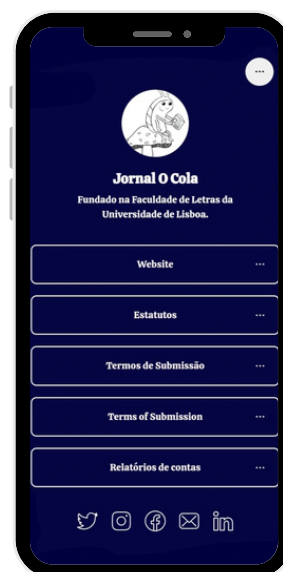 Jornal O Cola
Fundado na Faculdade de Letras da
Universidade de Lisboa.
Website
Estatutos
Termos de Submissão
Terms of Submission
Relatórios de contas